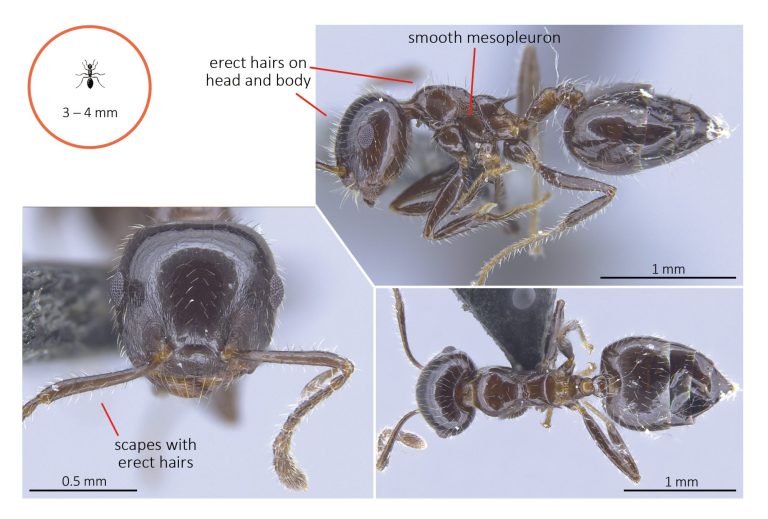 smooth mesopleuron
erect hairs on
head and body
3 – 4 mm
1 mm
scapes with
erect hairs
0.5 mm
1 mm